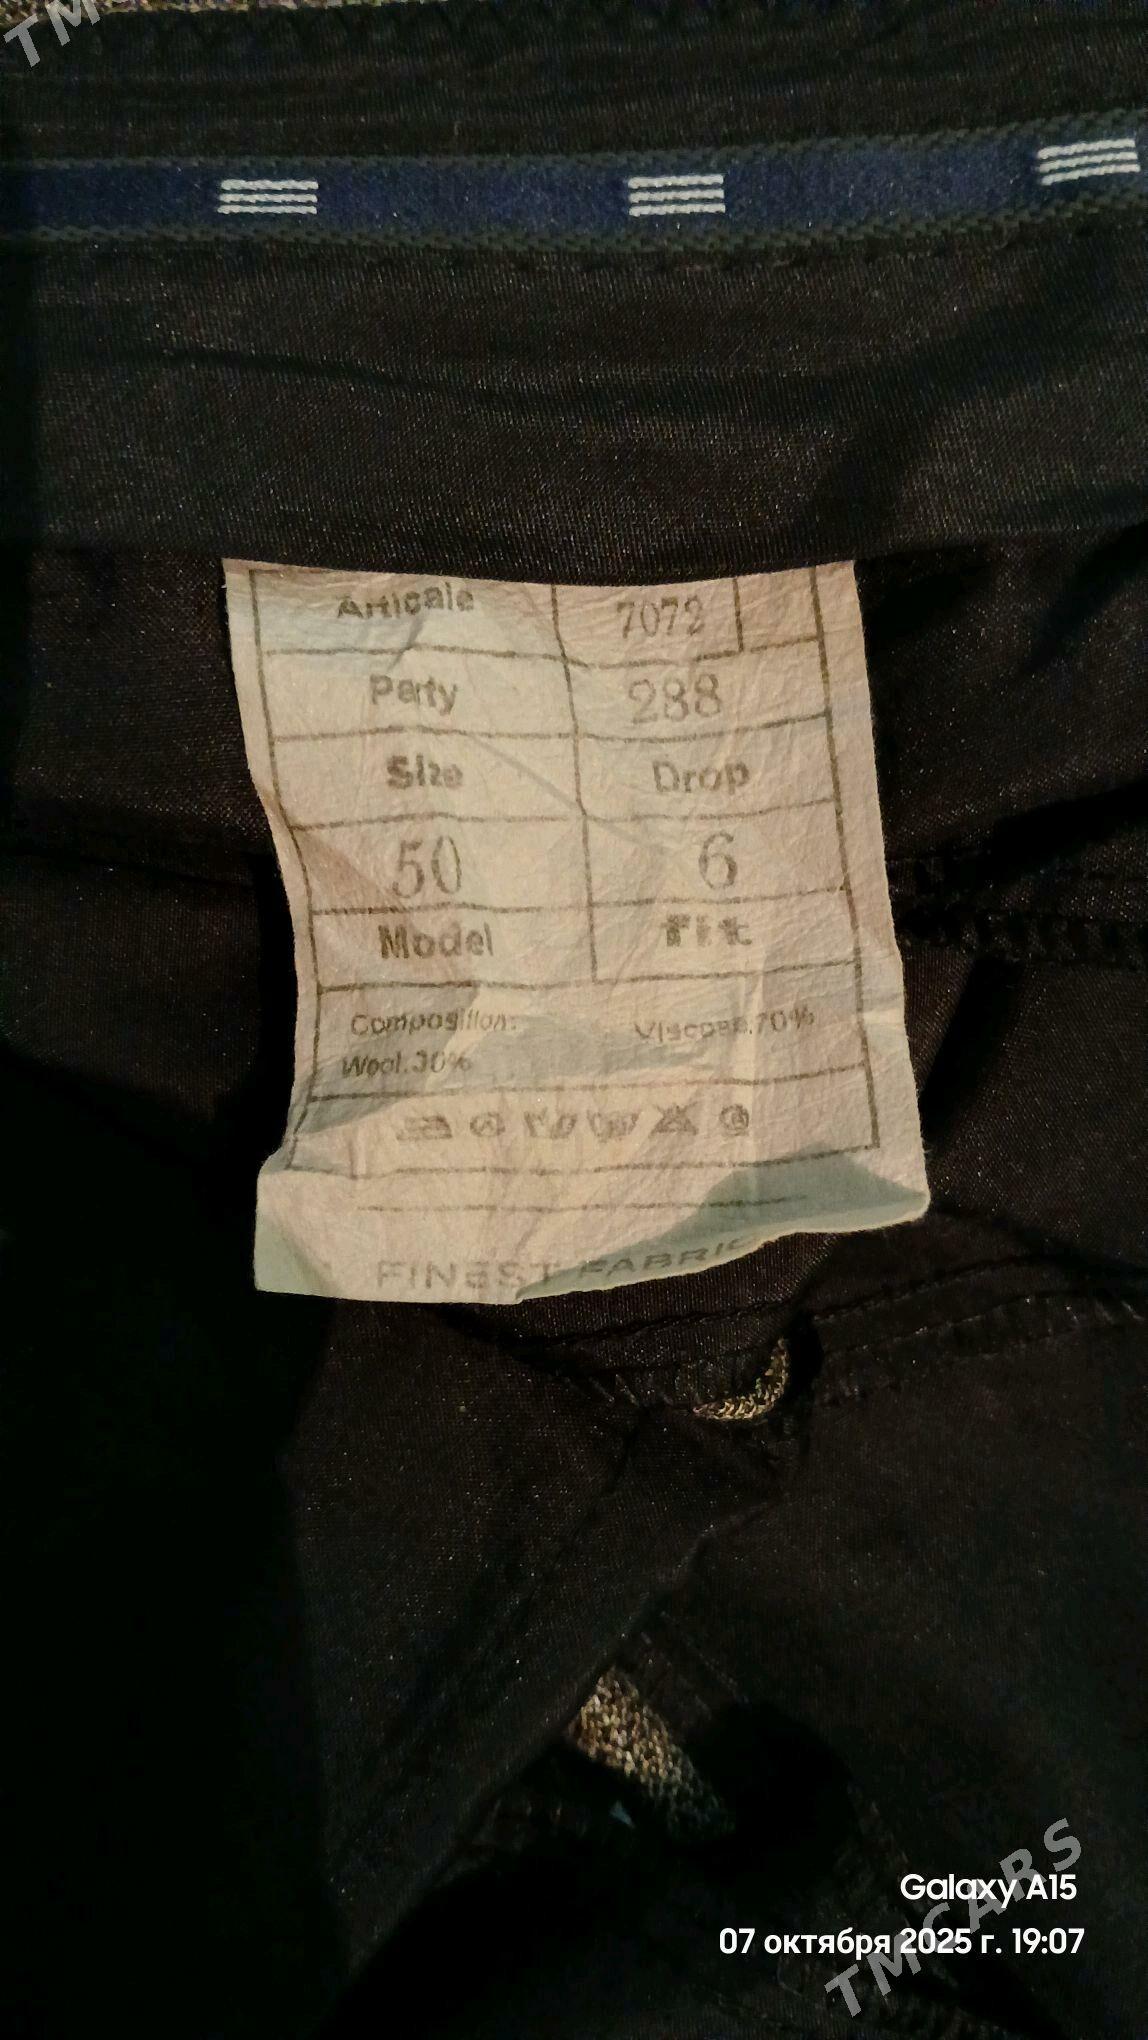 TMC
Articale 7072
Party 288
Size Drop
50 6
Model Fit
Composition: Viscose.70%
Wool.30%
FINEST FABRIC
Galaxy A15
07 октября 2025 г. 19:07
TMCARS